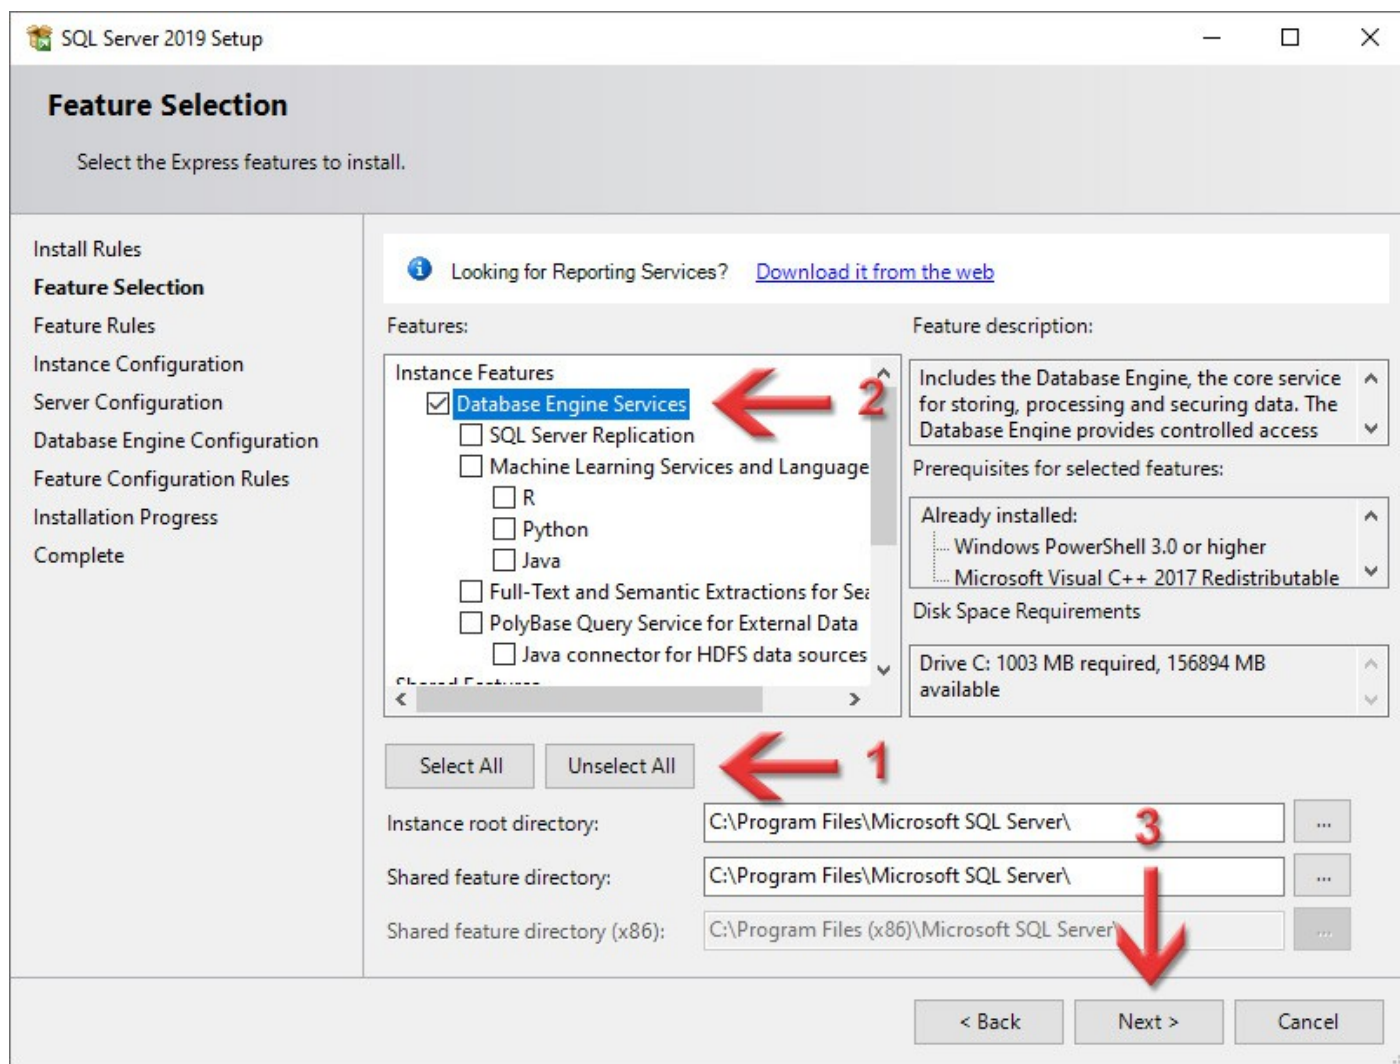 SQL Server 2019 Setup
Feature Selection
Select the Express features to install.
Install Rules
Feature Selection
Feature Rules
Instance Configuration
Server Configuration
Database Engine Configuration
Feature Configuration Rules
Installation Progress
Complete
Looking for Reporting Services? Download it from the web
Features:
Instance Features
Database Engine Services
2
SQL Server Replication
Machine Learning Services and Language
R
Python
Java
Full-Text and Semantic Extractions for Sea
PolyBase Query Service for External Data
Java connector for HDFS data sources
Shared Features
Feature description:
Includes the Database Engine, the core service
for storing, processing and securing data. The
Database Engine provides controlled access
Prerequisites for selected features:
Already installed:
Windows PowerShell 3.0 or higher
Microsoft Visual C++ 2017 Redistributable
Disk Space Requirements
Drive C: 1003 MB required, 156894 MB
available
Select All
Unselect All
1
Instance root directory:
C:\Program Files\Microsoft SQL Server\
...
3
Shared feature directory:
C:\Program Files\Microsoft SQL Server\
...
Shared feature directory (x86):
C:\Program Files (x86)\Microsoft SQL Server\
...
< Back
Next >
Cancel